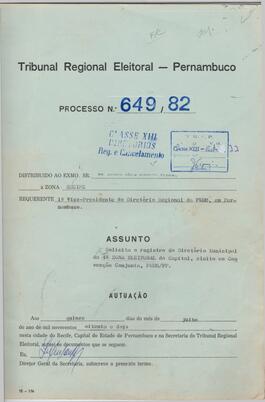 Tribunal Regional Eleitoral — Pernambuco
PROCESSO N.º 649/82
CLASSE XIII
DIRETÓRIOS
Reg. e Cancelamento
DISTRIBUIDO AO EXMO. SR.
a ZONA RECIFE
REQUERENTE 1º Vice-Presidente do Diretório Regional do PMDB, em Per-
nambuco.
ASSUNTO
Solicita o registro do Diretório Municipal
da 4ª ZONA ELEITORAL da Capital, eleito em Con
venção Conjunta, PMDB/PP.
AUTUAÇÃO
Aos quinze dias do mês de julho
do ano de mil novecentos e oitenta e dois
nesta cidade do Recife, Capital do Estado de Pernambuco e na Secretaria do Tribunal Regional
Eleitoral, autuo os documentos que se seguem.
Eu,
Diretor Geral da Secretaria, subscrevo o presente termo.